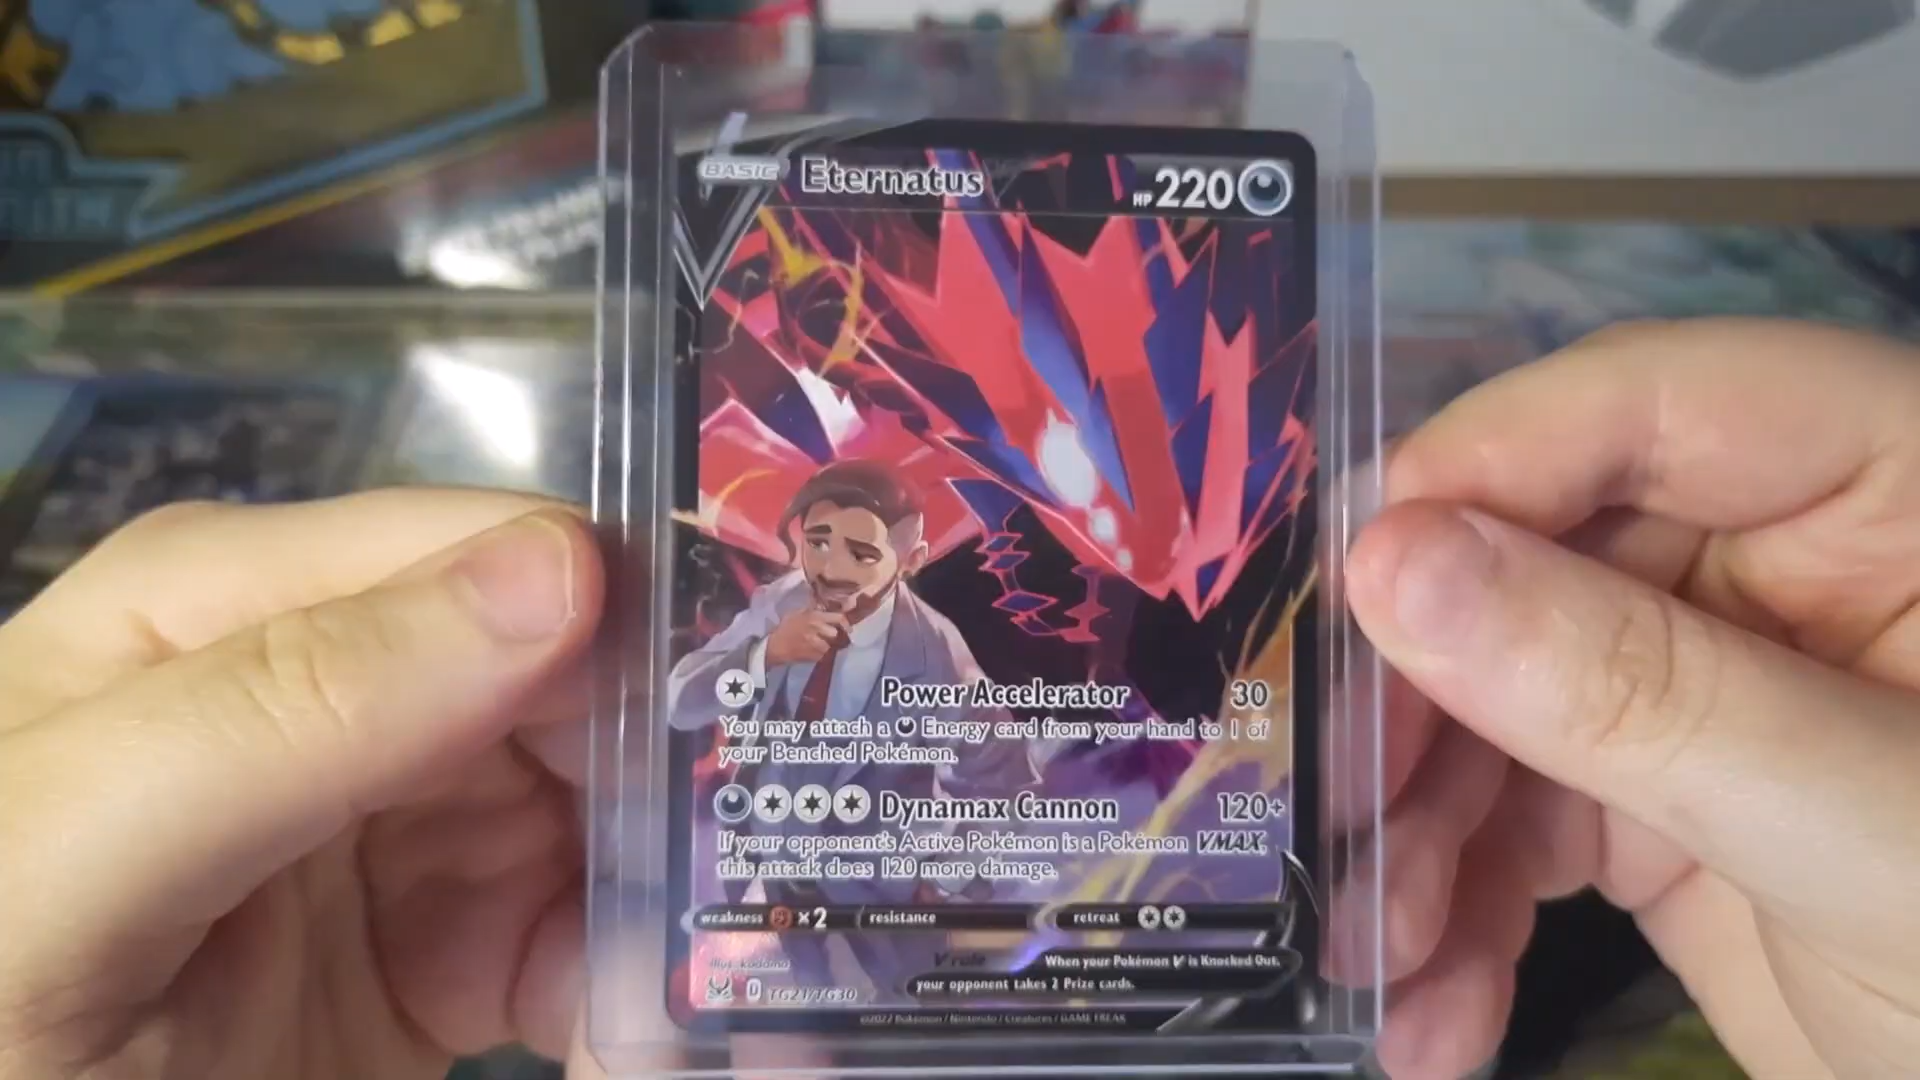 BASIC Eternatus V HP 220
Power Accelerator 30
You may attach a Energy card from your hand to 1 of
your Benched Pokémon.
Dynamax Cannon 120+
If your opponent's Active Pokémon is a Pokémon VMAX,
this attack does 120 more damage.
weakness ×2 resistance retreat
illus. kodama
V rule When your Pokémon V is Knocked Out,
D TG21/TG30 your opponent takes 2 Prize cards.
©2022 Pokémon / Nintendo / Creatures / GAME FREAK